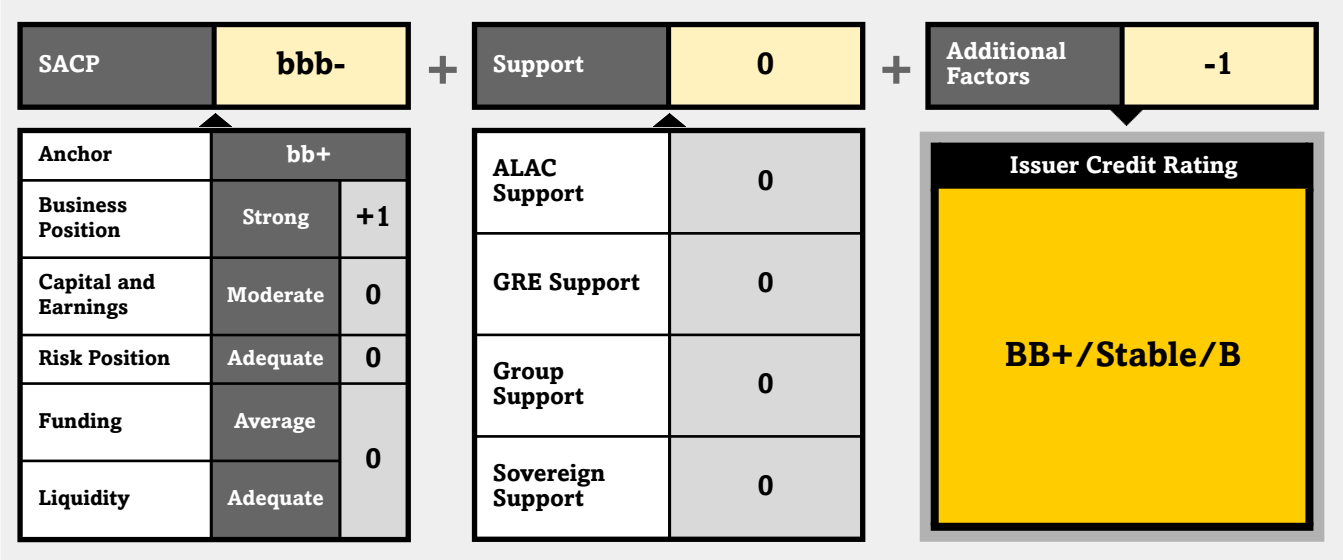 SACP
bbb-
+
Support
0
+
Additional
Factors
-1
Anchor
bb+
Business
Position
Strong
+1
Capital and
Earnings
Moderate
0
Risk Position
Adequate
0
Funding
Average
0
Liquidity
Adequate
ALAC
Support
0
GRE Support
0
Group
Support
0
Sovereign
Support
0
Issuer Credit Rating
BB+/Stable/B